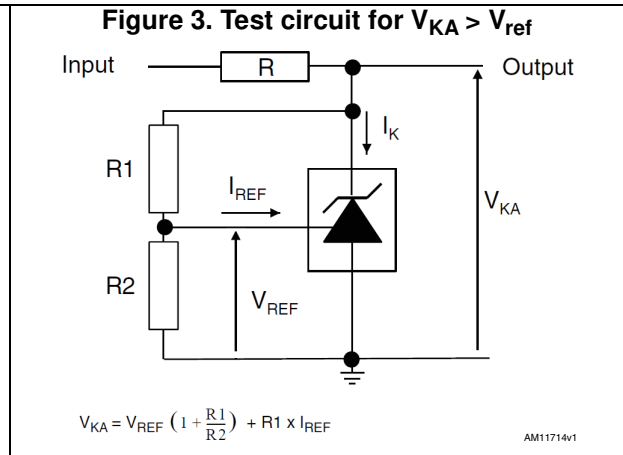 Figure 3. Test circuit for VKA > Vref
Input
R
Output
IK
R1
IREF
VKA
R2
VREF
VKA = VREF (1 + R1/R2) + R1 x IREF
AM11714v1